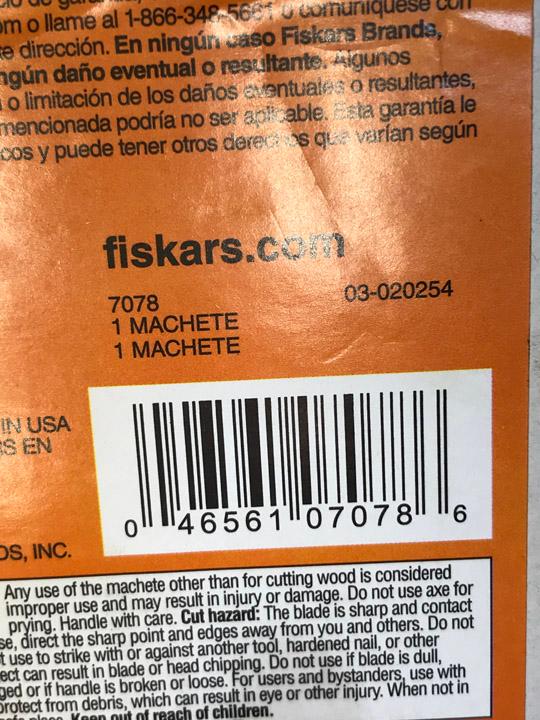 om o llame al 1-866-348-5661 o comuníquese con
te dirección. En ningún caso Fiskars Brands,
ngún daño eventual o resultante. Algunos
o limitación de los daños eventuales o resultantes,
mencionada podría no ser aplicable. Esta garantía le
cos y puede tener otros derechos que varían según
fiskars.com
7078 03-020254
1 MACHETE
1 MACHETE
IN USA
S EN
0 46561 07078 6
DS, INC.
Any use of the machete other than for cutting wood is considered
improper use and may result in injury or damage. Do not use axe for
prying. Handle with care. Cut hazard: The blade is sharp and contact
se, direct the sharp point and edges away from you and others. Do not
t use to strike with or against another tool, hardened nail, or other
ect can result in blade or head chipping. Do not use if blade is dull,
ged or if handle is broken or loose. For users and bystanders, use with
protect from debris, which can result in eye or other injury. When not in
place. Keep out of reach of children.